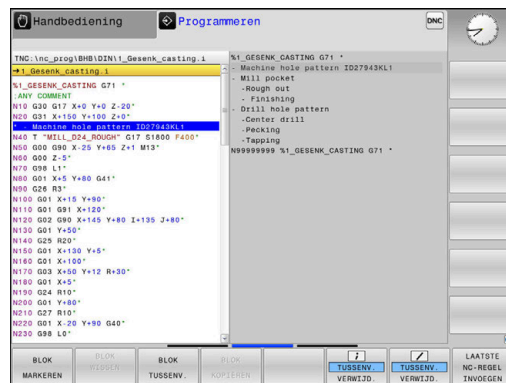 Handbediening
Programmeren
DNC
TNC:\nc_prog\BHB\DIN\1_Gesenk_casting.i
→1_Gesenk_casting.i
%1_GESENK_CASTING G71 *
;ANY COMMENT
N10 G30 G17 X+0 Y+0 Z-20*
N20 G31 X+150 Y+100 Z+0*
* - Machine hole pattern ID27943KL1
N40 T "MILL_D24_ROUGH" G17 S1800 F400*
N50 G00 G90 X-25 Y+65 Z+1 M13*
N60 G00 Z-5*
N70 G98 L1*
N80 G01 X+5 Y+80 G41*
N90 G26 R3*
N100 G01 X+15 Y+90*
N110 G01 G91 X+120*
N120 G02 G90 X+145 Y+80 I+135 J+80*
N130 G01 Y+50*
N140 G25 R20*
N150 G01 X+130 Y+5*
N160 G01 X+100*
N170 G03 X+50 Y+12 R+30*
N180 G01 X+5*
N190 G24 R10*
N200 G01 Y+80*
N210 G27 R10*
N220 G01 X-20 Y+90 G40*
N230 G98 L0*
%1_GESENK_CASTING G71 *
- Machine hole pattern ID27943KL1
- Mill pocket
-Rough out
- Finishing
- Drill hole pattern
-Center drill
-Pecking
-Tapping
N99999999 %1_GESENK_CASTING G71 *
BLOK
MARKEREN
BLOK
WISSEN
BLOK
TUSSENV.
BLOK
KOPIEREN
TUSSENV.
VERWIJD.
TUSSENV.
VERWIJD.
LAATSTE
NC-REGEL
INVOEGEN